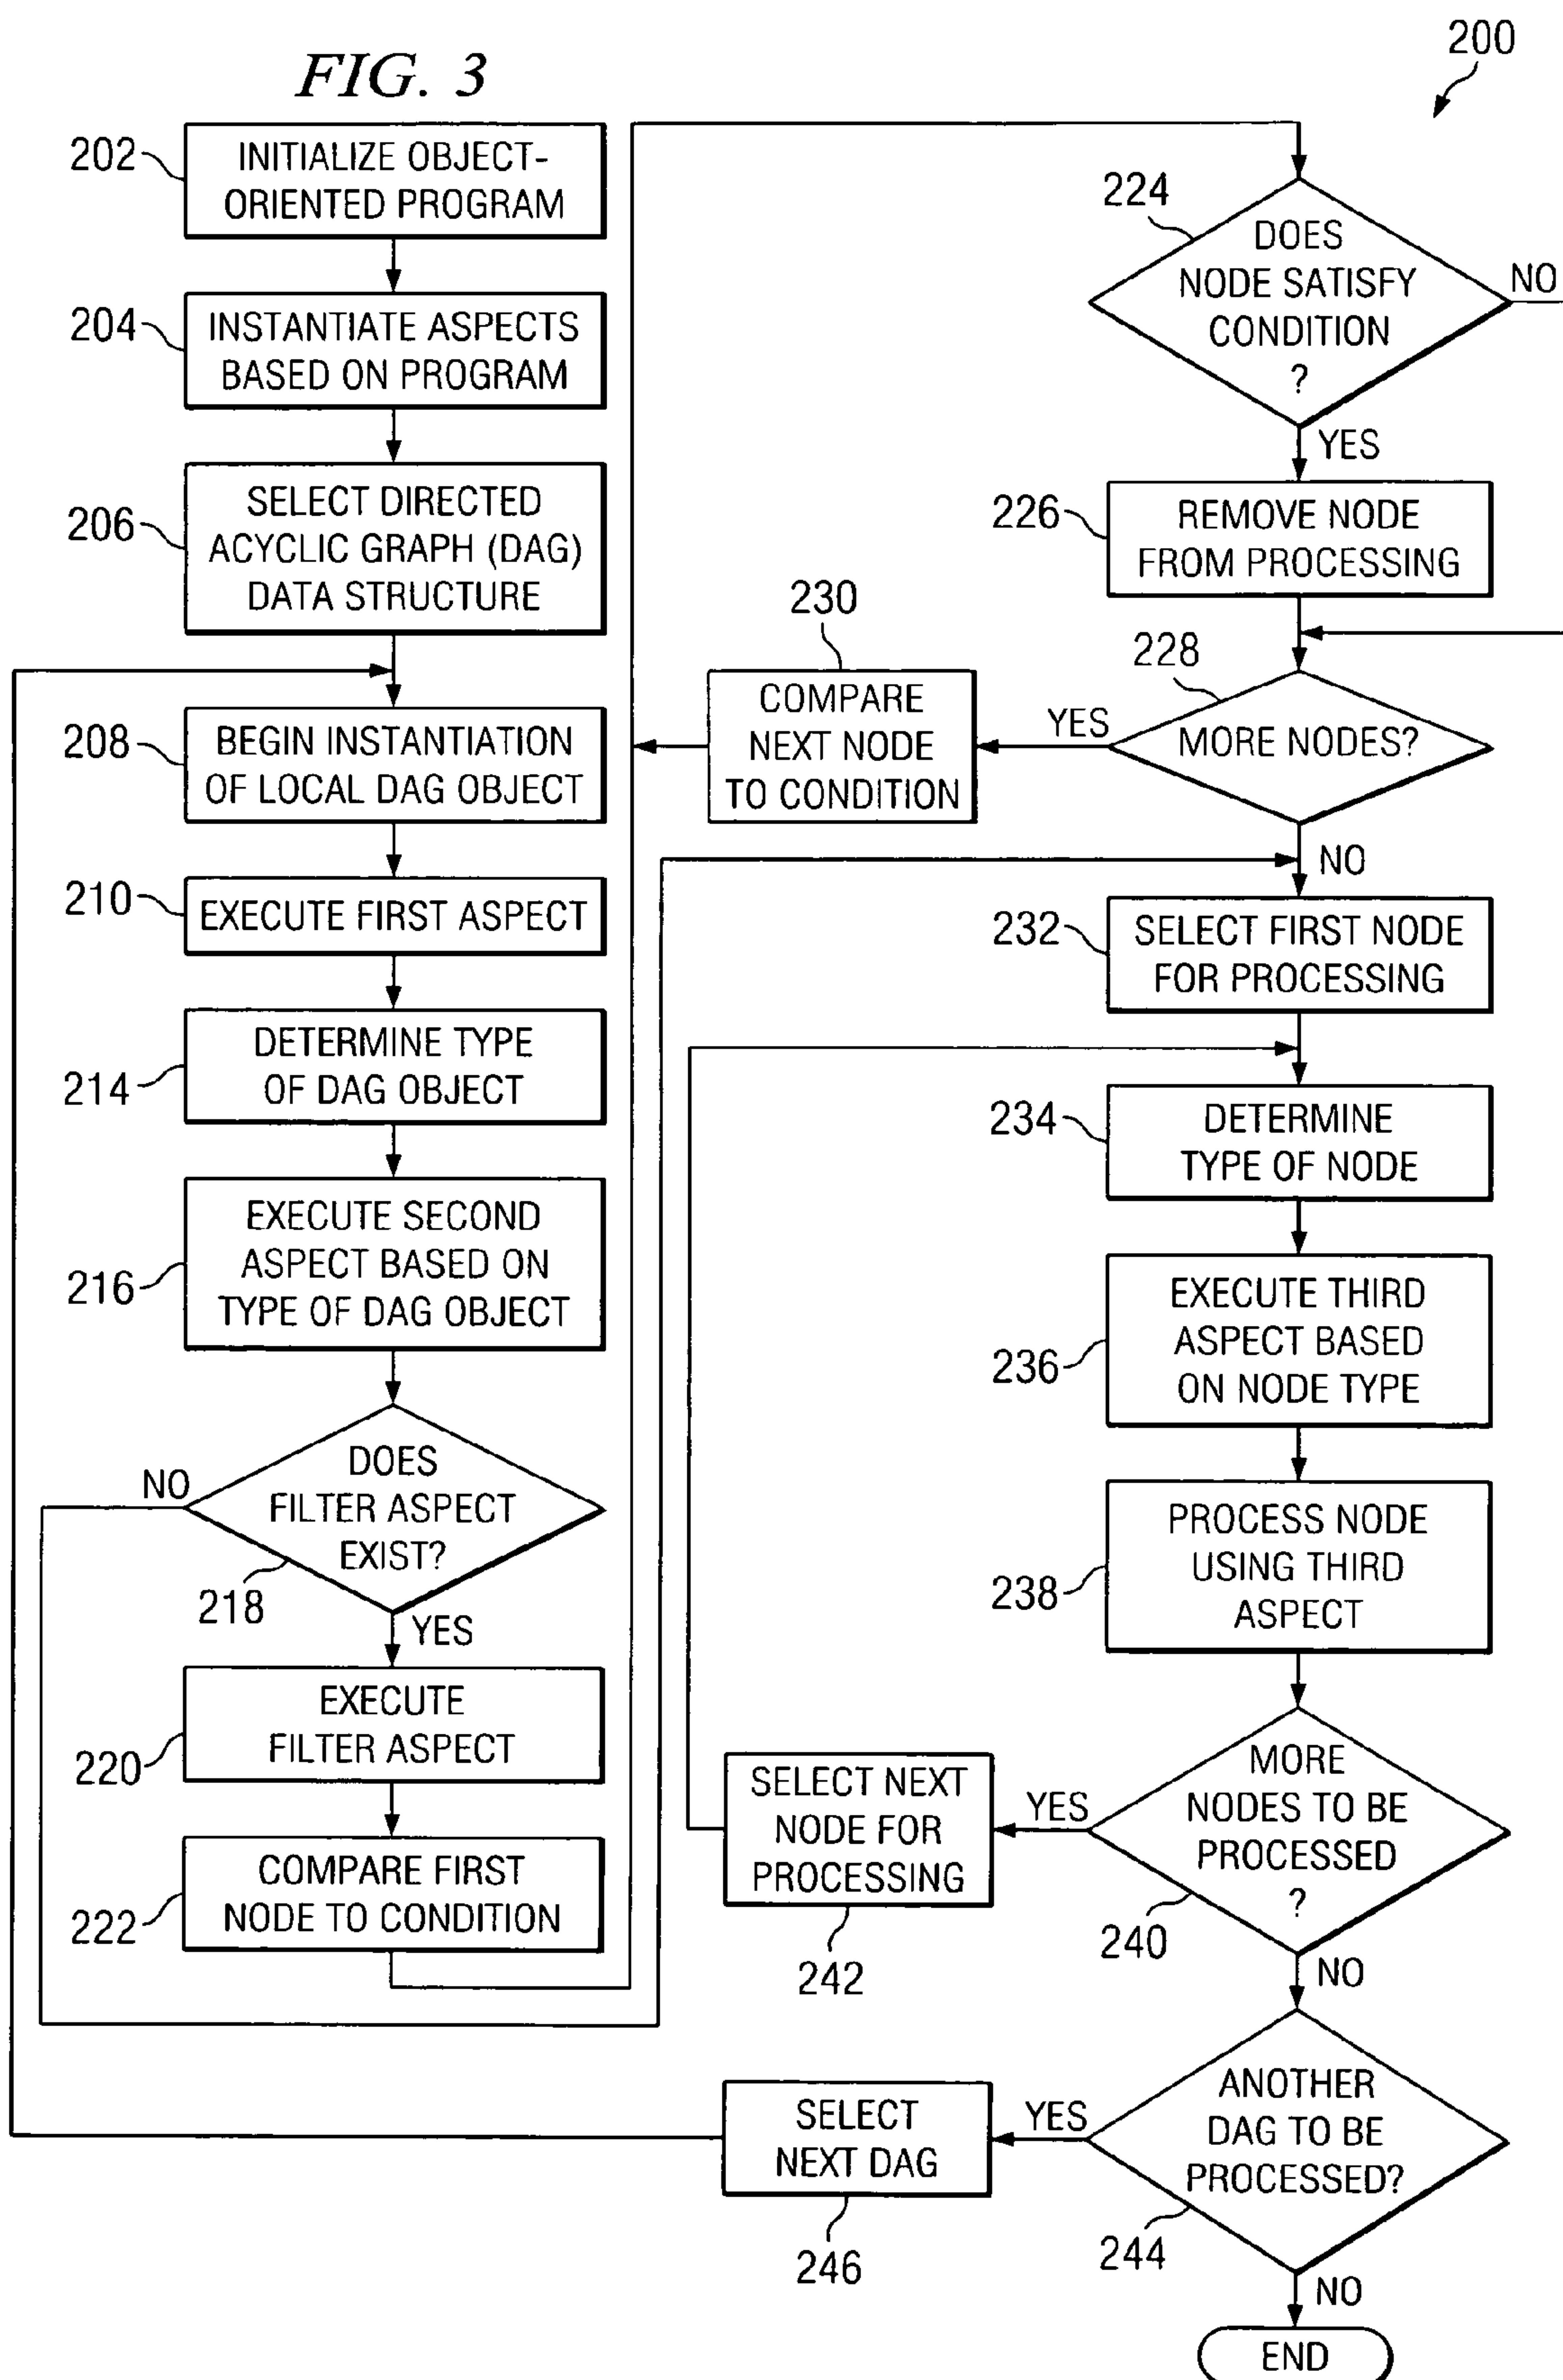 FIG. 3
200
202
INITIALIZE OBJECT-
ORIENTED PROGRAM
204
INSTANTIATE ASPECTS
BASED ON PROGRAM
206
SELECT DIRECTED
ACYCLIC GRAPH (DAG)
DATA STRUCTURE
208
BEGIN INSTANTIATION
OF LOCAL DAG OBJECT
210
EXECUTE FIRST ASPECT
214
DETERMINE TYPE
OF DAG OBJECT
216
EXECUTE SECOND
ASPECT BASED ON
TYPE OF DAG OBJECT
NO
DOES
FILTER ASPECT
EXIST?
218
YES
EXECUTE
FILTER ASPECT
220
COMPARE FIRST
NODE TO CONDITION
222
224
DOES
NODE SATISFY
CONDITION
?
NO
YES
226
REMOVE NODE
FROM PROCESSING
228
MORE NODES?
YES
230
COMPARE
NEXT NODE
TO CONDITION
NO
232
SELECT FIRST NODE
FOR PROCESSING
234
DETERMINE
TYPE OF NODE
236
EXECUTE THIRD
ASPECT BASED
ON NODE TYPE
238
PROCESS NODE
USING THIRD
ASPECT
MORE
NODES TO BE
PROCESSED
?
240
YES
SELECT NEXT
NODE FOR
PROCESSING
242
NO
ANOTHER
DAG TO BE
PROCESSED?
244
YES
SELECT
NEXT DAG
246
NO
END